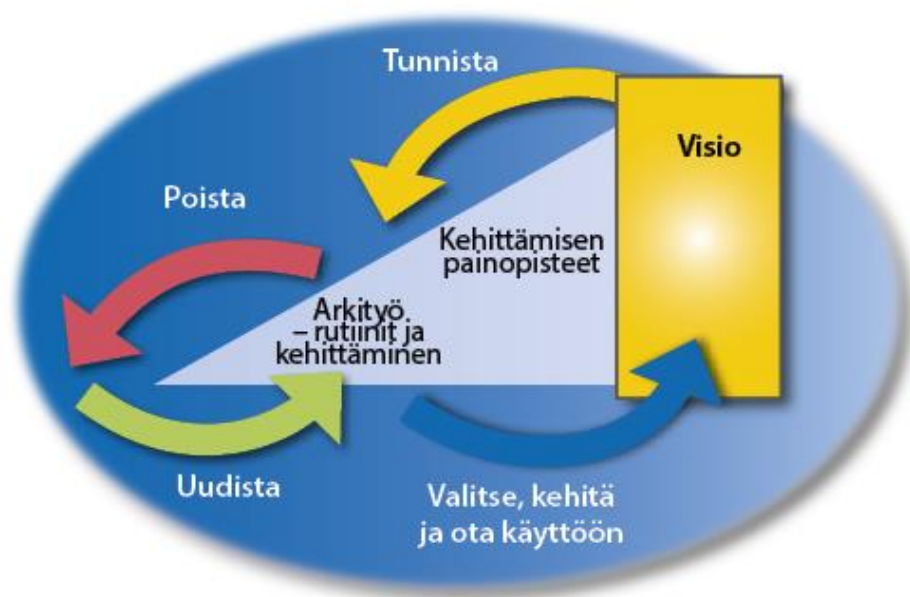 Tunnista
Visio
Poista
Kehittämisen
painopisteet
Arkityö
– rutiinit ja
kehittäminen
Uudista
Valitse, kehitä
ja ota käyttöön